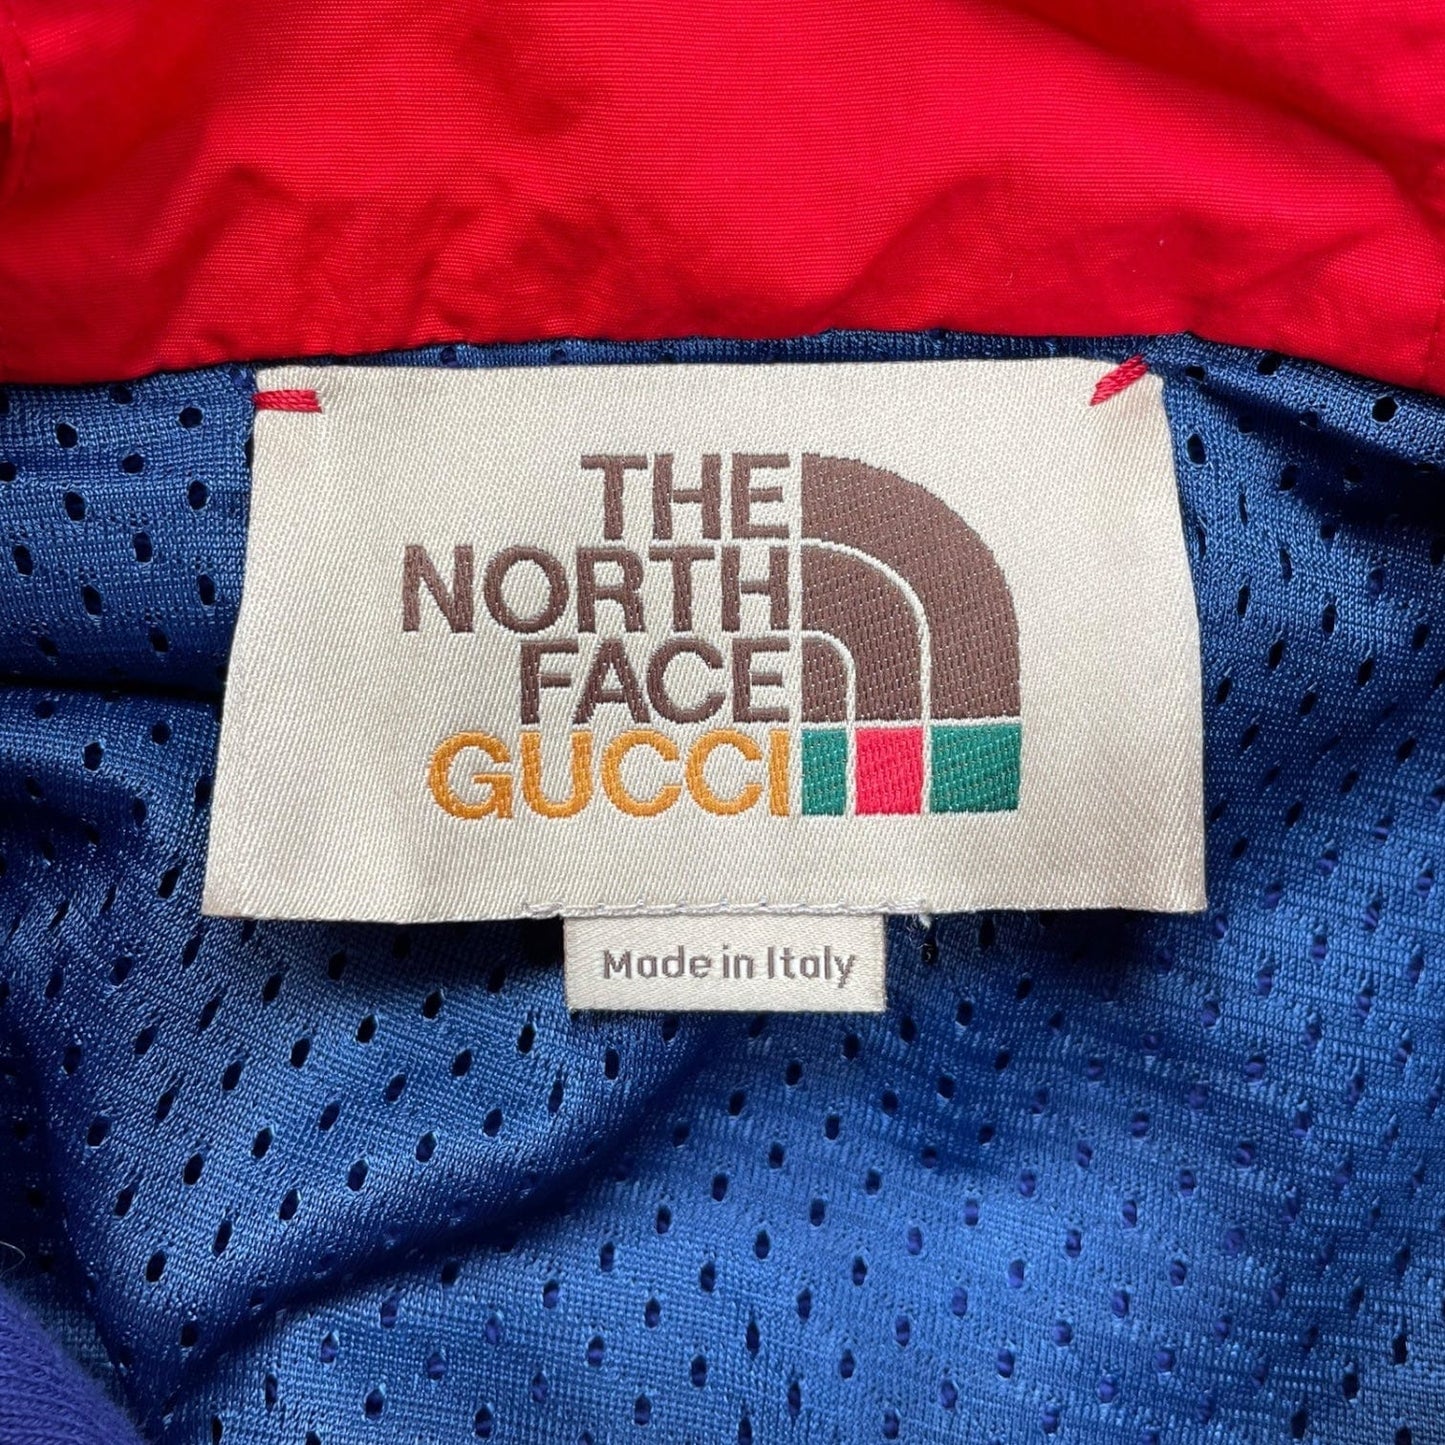 THE
NORTH
FACE
GUCCI
Made in Italy